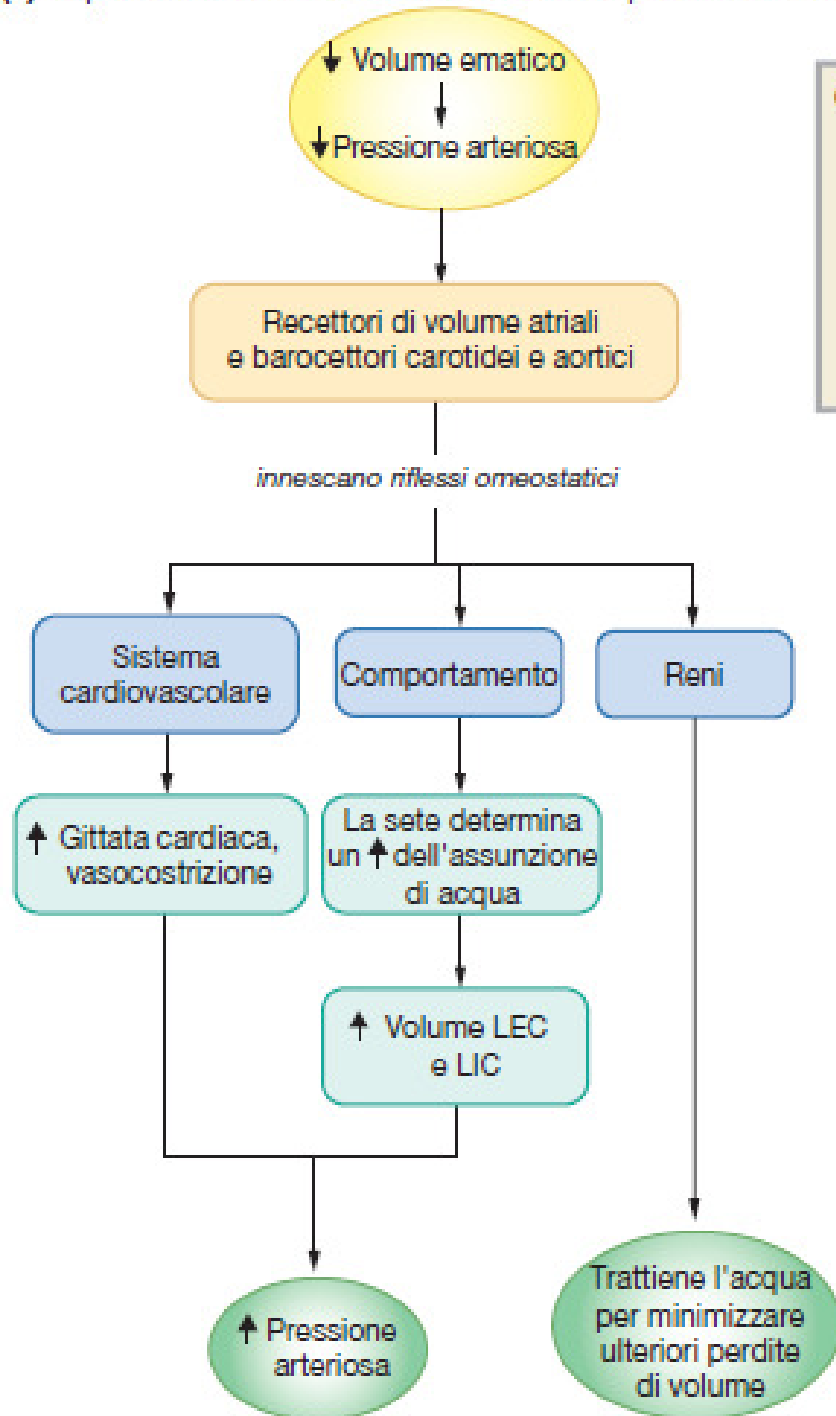 ↓ Volume ematico
↓ Pressione arteriosa
Recettori di volume atriali
e barocettori carotidei e aortici
innescano riflessi omeostatici
Sistema
cardiovascolare
Comportamento
Reni
↑ Gittata cardiaca,
vasocostrizione
La sete determina
un ↑ dell'assunzione
di acqua
↑ Volume LEC
e LIC
↑ Pressione
arteriosa
Trattiene l'acqua
per minimizzare
ulteriori perdite
di volume